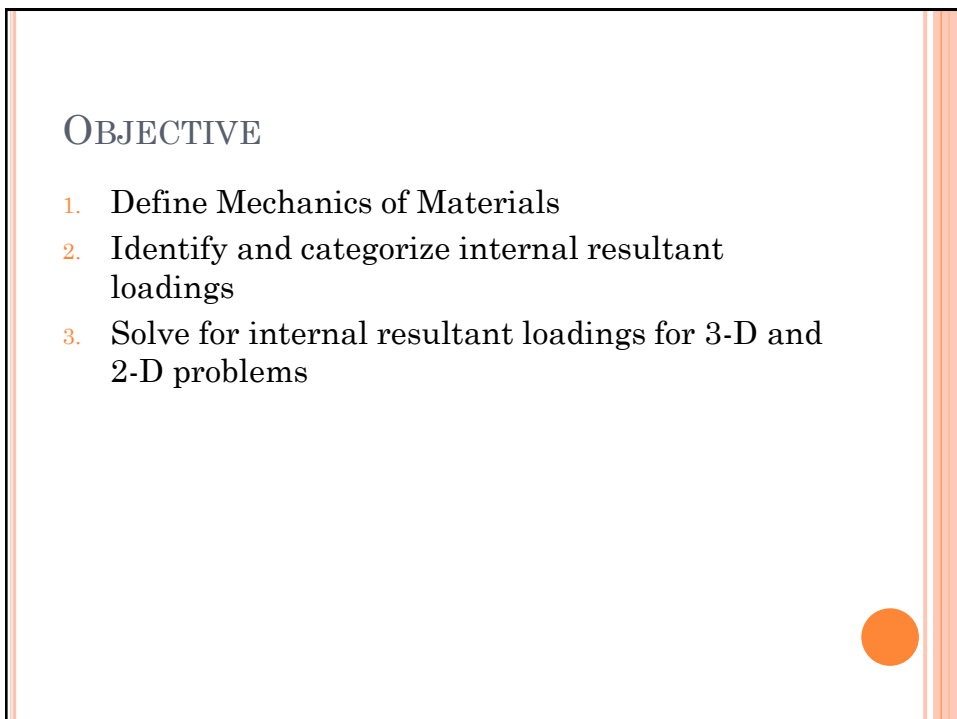 OBJECTIVE
1. Define Mechanics of Materials
2. Identify and categorize internal resultant
loadings
3. Solve for internal resultant loadings for 3-D and
2-D problems